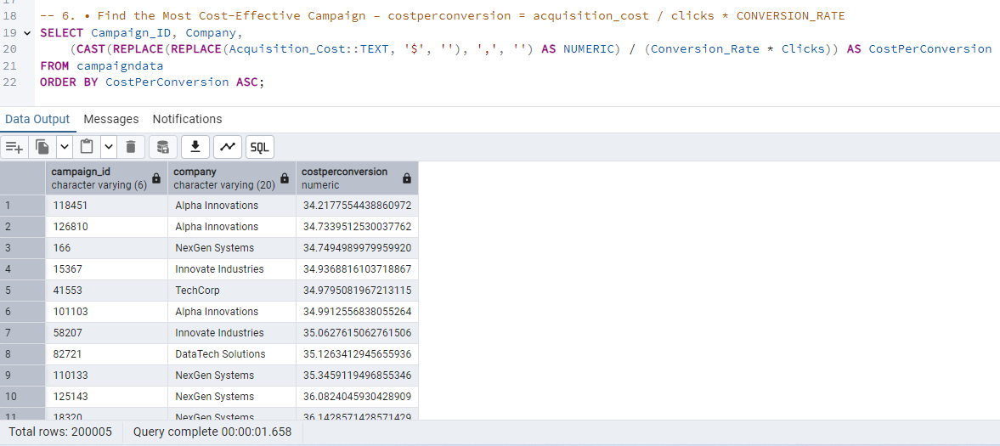 17
18 -- 6. • Find the Most Cost-Effective Campaign – costperconversion = acquisition_cost / clicks * CONVERSION_RATE
19 SELECT Campaign_ID, Company,
20 (CAST(REPLACE(REPLACE(Acquisition_Cost::TEXT, '$', ''), ',', '') AS NUMERIC) / (Conversion_Rate * Clicks)) AS CostPerConversion
21 FROM campaigndata
22 ORDER BY CostPerConversion ASC;
Data Output Messages Notifications
SQL
campaign_id company costperconversion
character varying (6) character varying (20) numeric
1 118451 Alpha Innovations 34.2177554438860972
2 126810 Alpha Innovations 34.7339512530037762
3 166 NexGen Systems 34.7494989979959920
4 15367 Innovate Industries 34.9368816103718867
5 41553 TechCorp 34.9795081967213115
6 101103 Alpha Innovations 34.9912556838055264
7 58207 Innovate Industries 35.0627615062761506
8 82721 DataTech Solutions 35.1263412945655936
9 110133 NexGen Systems 35.3459119496855346
10 125143 NexGen Systems 36.0824045930428909
11 18320 NexGen Systems 36.1428571428571429
Total rows: 200005 Query complete 00:00:01.658